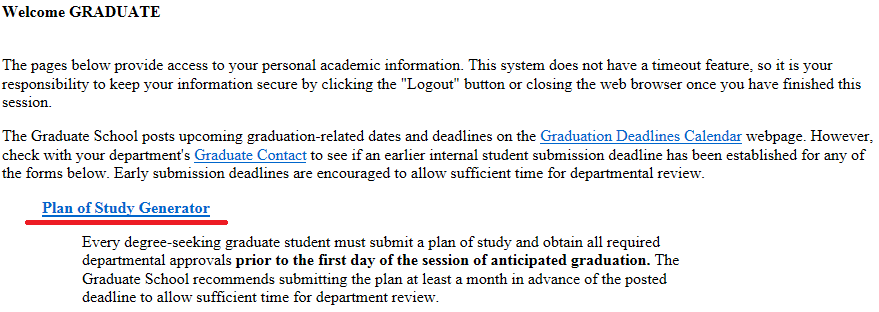 Welcome GRADUATE
The pages below provide access to your personal academic information. This system does not have a timeout feature, so it is your
responsibility to keep your information secure by clicking the "Logout" button or closing the web browser once you have finished this
session.
The Graduate School posts upcoming graduation-related dates and deadlines on the Graduation Deadlines Calendar webpage. However,
check with your department's Graduate Contact to see if an earlier internal student submission deadline has been established for any of
the forms below. Early submission deadlines are encouraged to allow sufficient time for departmental review.
Plan of Study Generator
Every degree-seeking graduate student must submit a plan of study and obtain all required
departmental approvals prior to the first day of the session of anticipated graduation. The
Graduate School recommends submitting the plan at least a month in advance of the posted
deadline to allow sufficient time for department review.